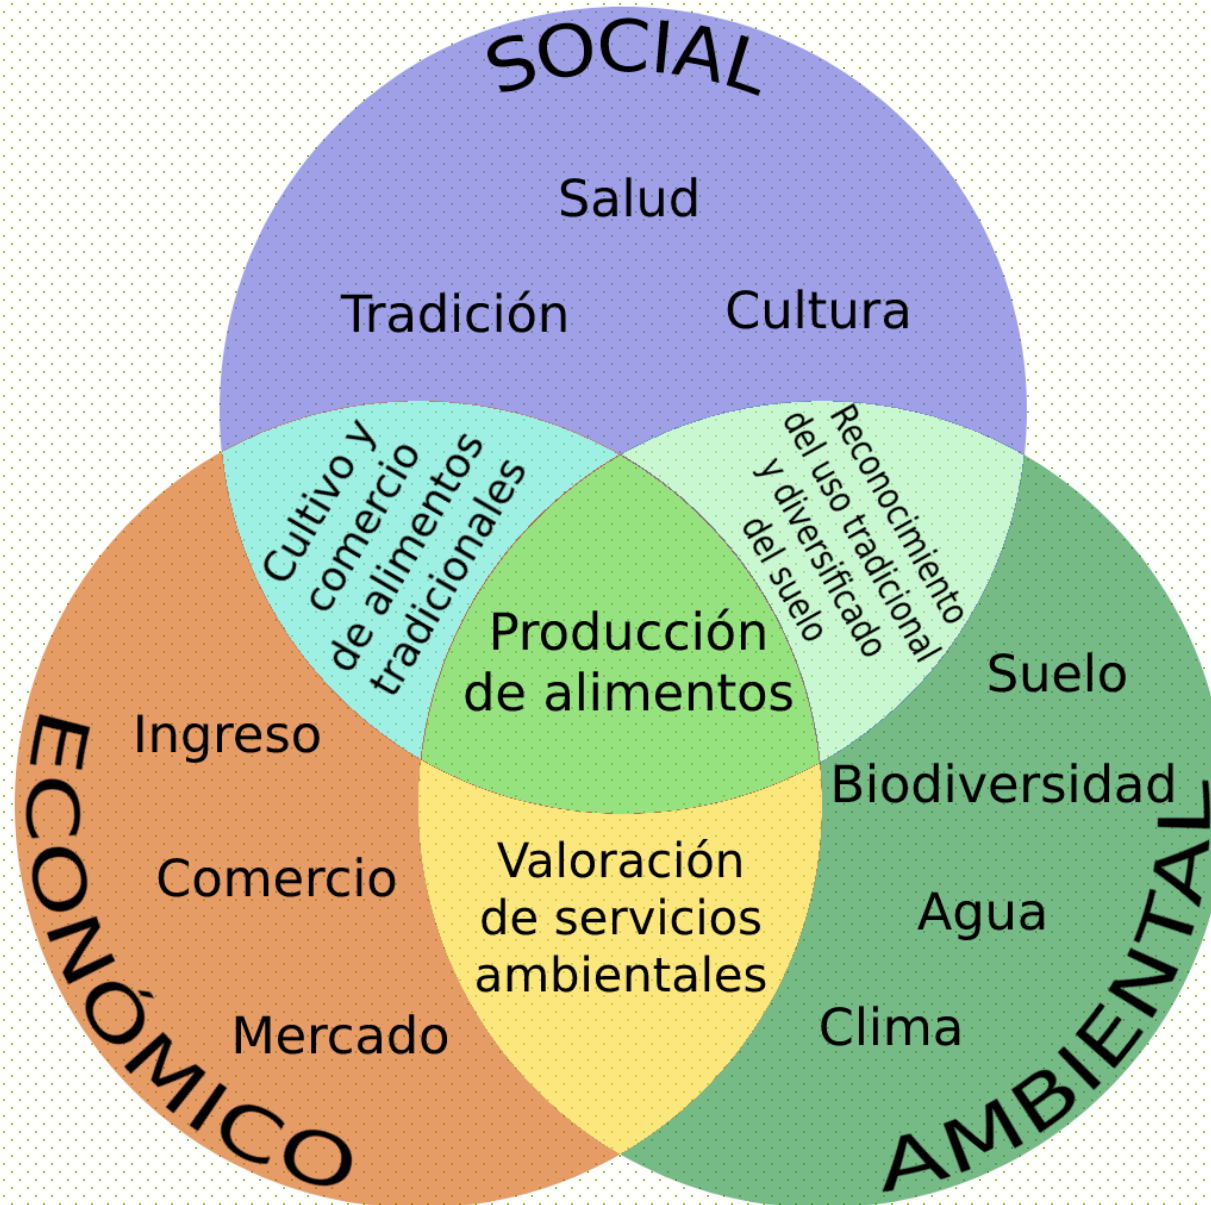 SOCIAL
Salud
Tradición
Cultura
Cultivo y
comercio
de alimentos
tradicionales
Reconocimiento
del uso tradicional
y diversificado
del suelo
Producción
de alimentos
ECONÓMICO
Ingreso
Comercio
Mercado
Valoración
de servicios
ambientales
Suelo
Biodiversidad
Agua
Clima
AMBIENTAL